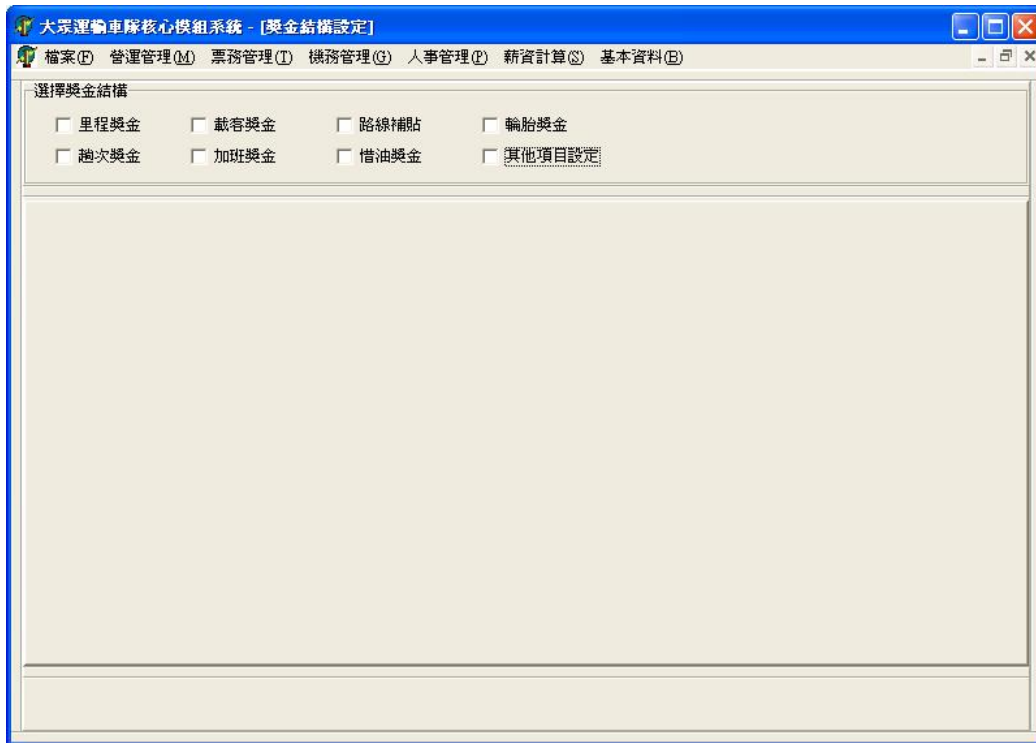 大眾運輸車隊核心模組系統 - [獎金結構設定]
檔案(F) 營運管理(M) 票務管理(T) 機務管理(G) 人事管理(P) 薪資計算(S) 基本資料(B)
選擇獎金結構
里程獎金 載客獎金 路線補貼 輪胎獎金
趟次獎金 加班獎金 惜油獎金 其他項目設定